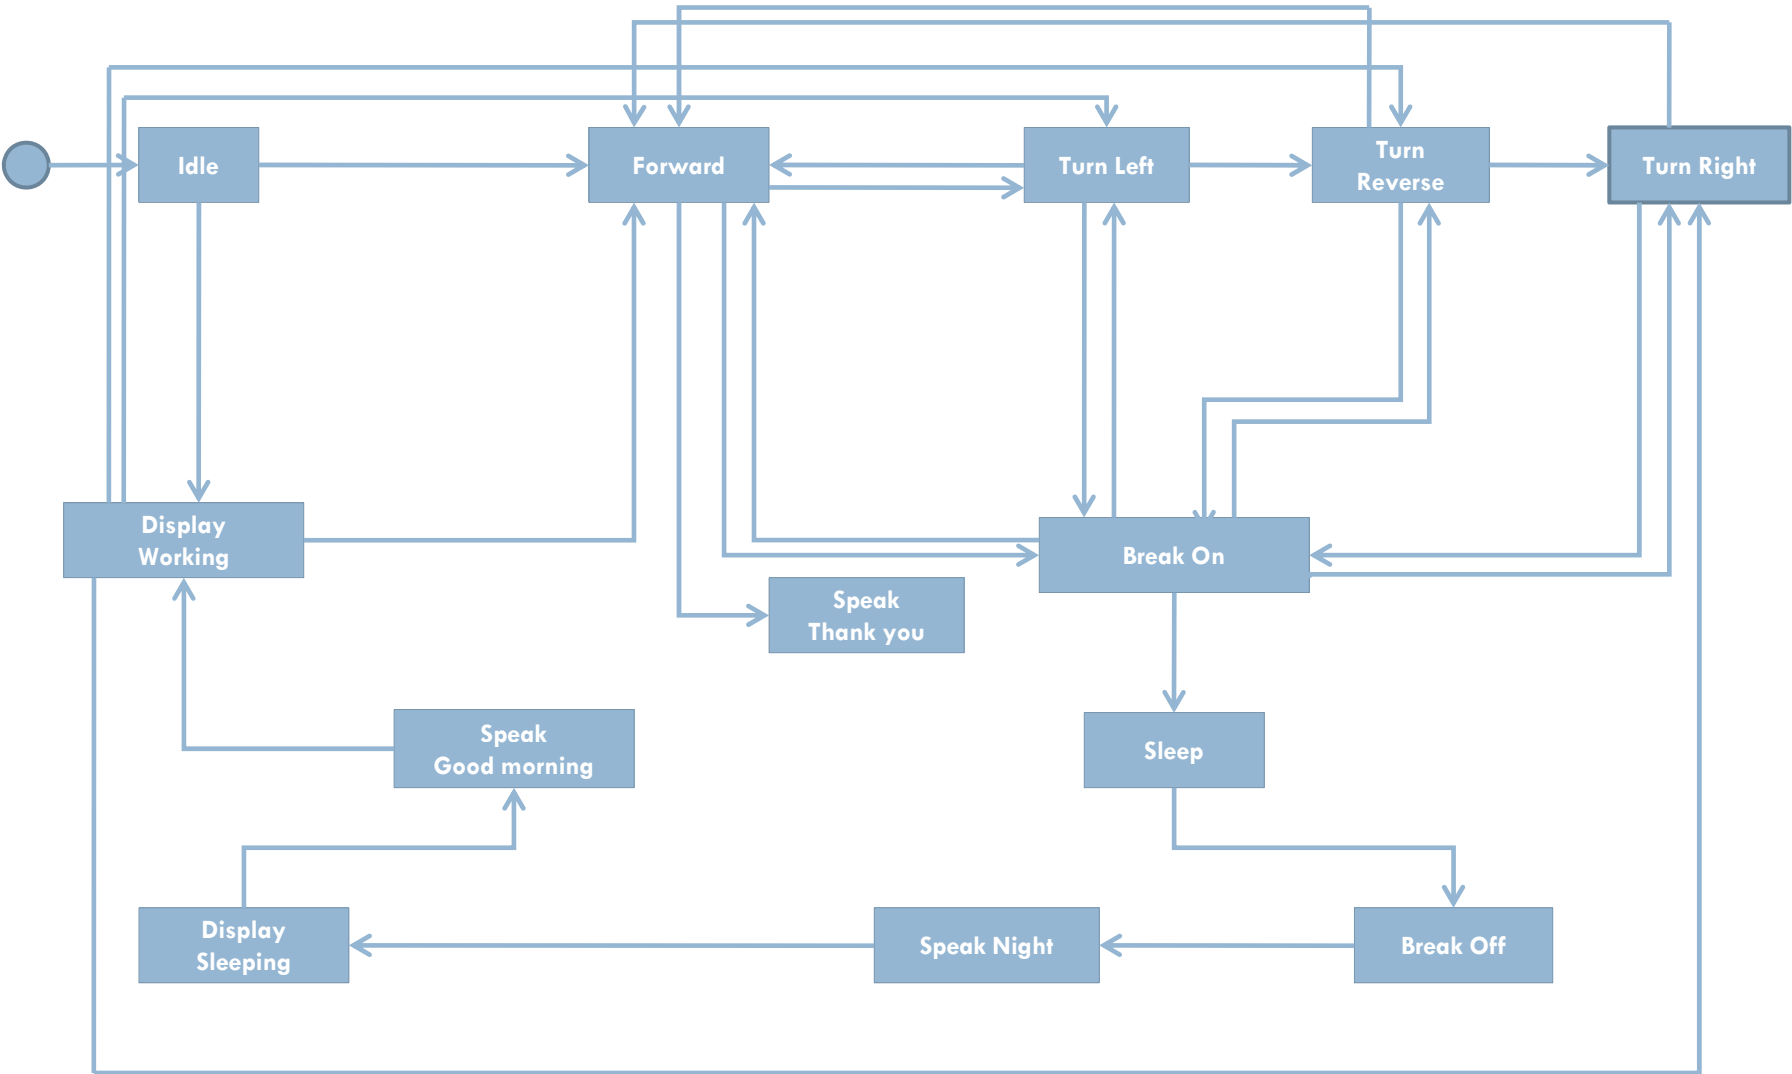 Idle
Forward
Turn Left
Turn
Reverse
Turn Right
Display
Working
Break On
Speak
Thank you
Speak
Good morning
Sleep
Display
Sleeping
Speak Night
Break Off